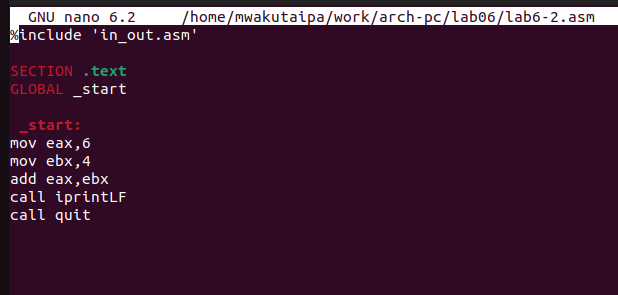 GNU nano 6.2 /home/mwakutaipa/work/arch-pc/lab06/lab6-2.asm
%include 'in_out.asm'
SECTION .text
GLOBAL _start
_start:
mov eax,6
mov ebx,4
add eax,ebx
call iprintLF
call quit